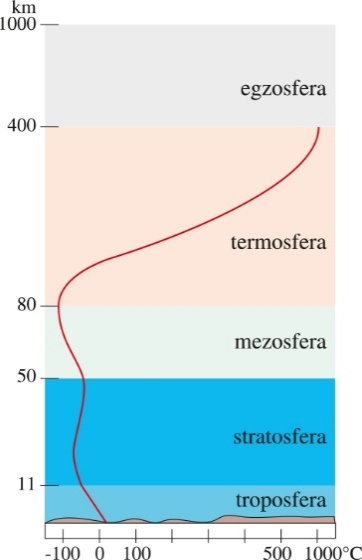 km
1000
egzosfera
400
termosfera
80
mezosfera
50
stratosfera
11
troposfera
-100 0 100 500 1000°C